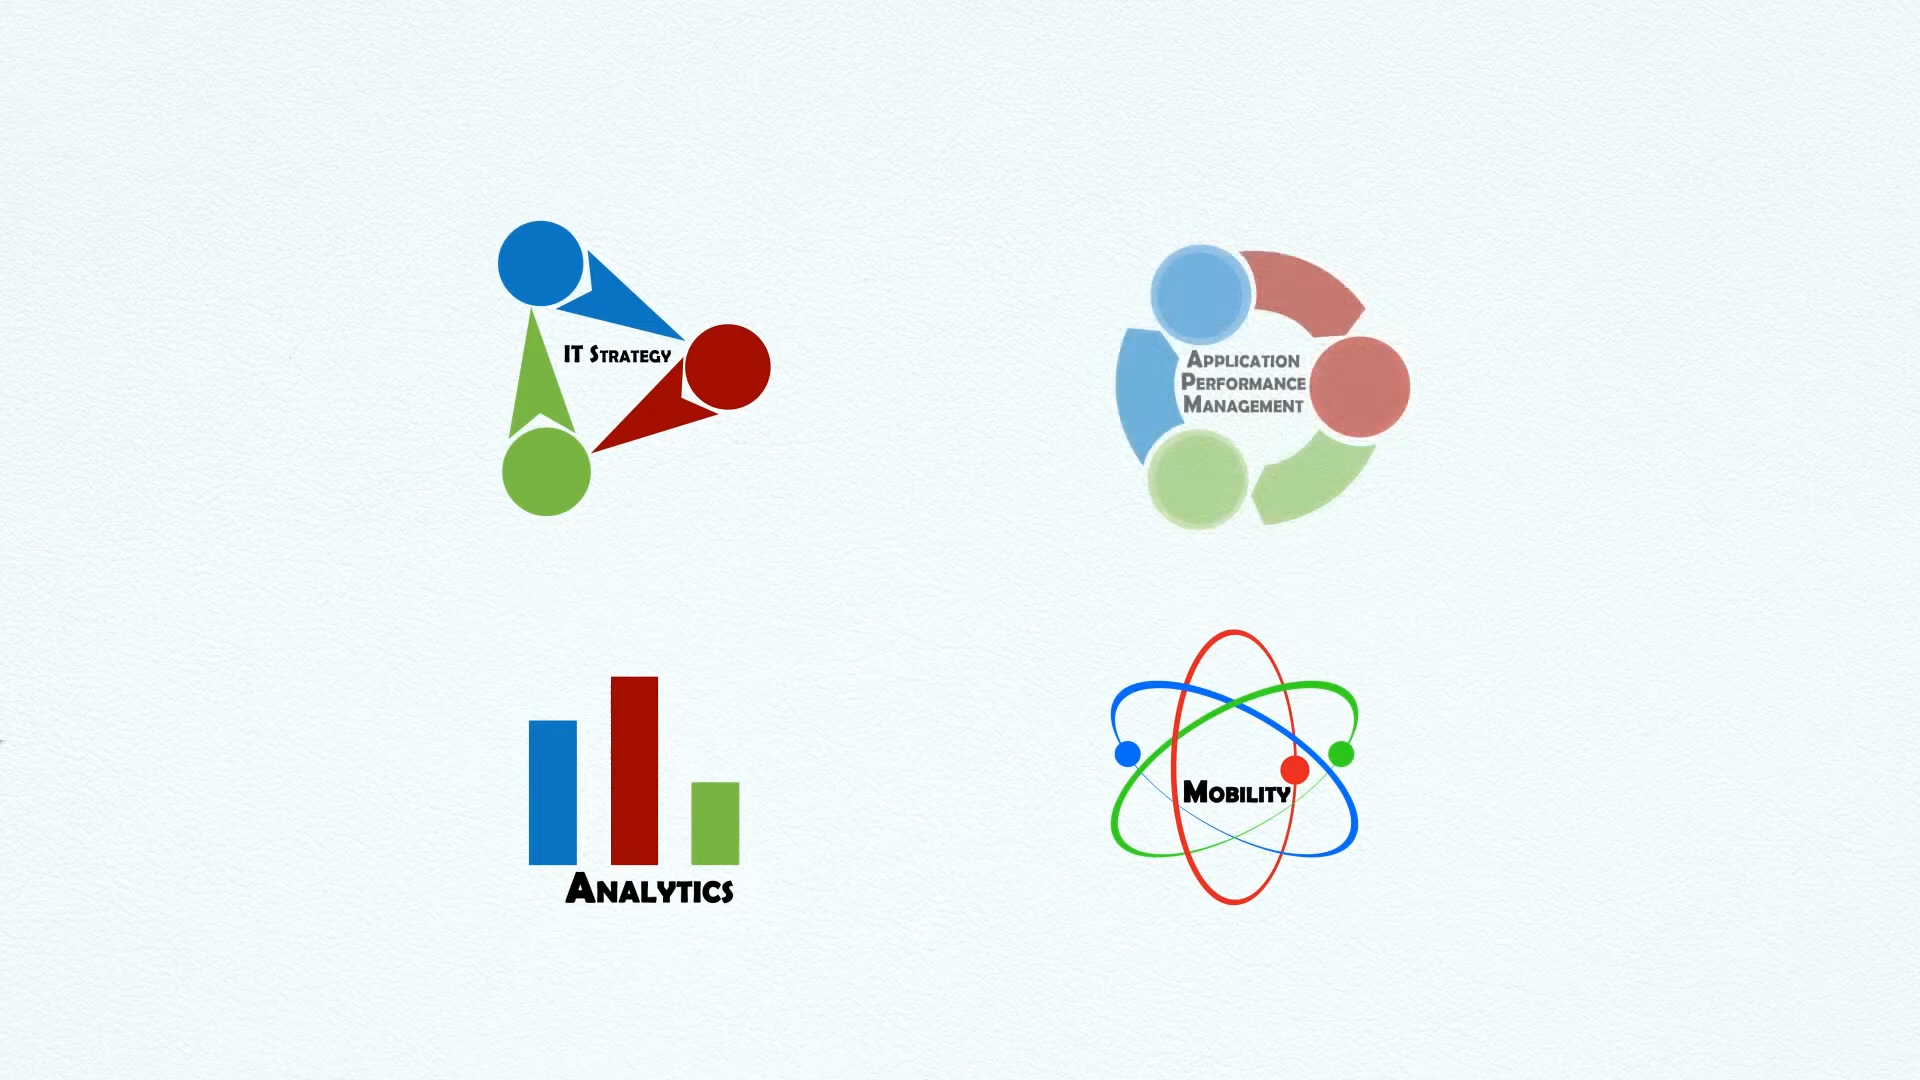 IT Strategy
Application
Performance
Management
Analytics
Mobility